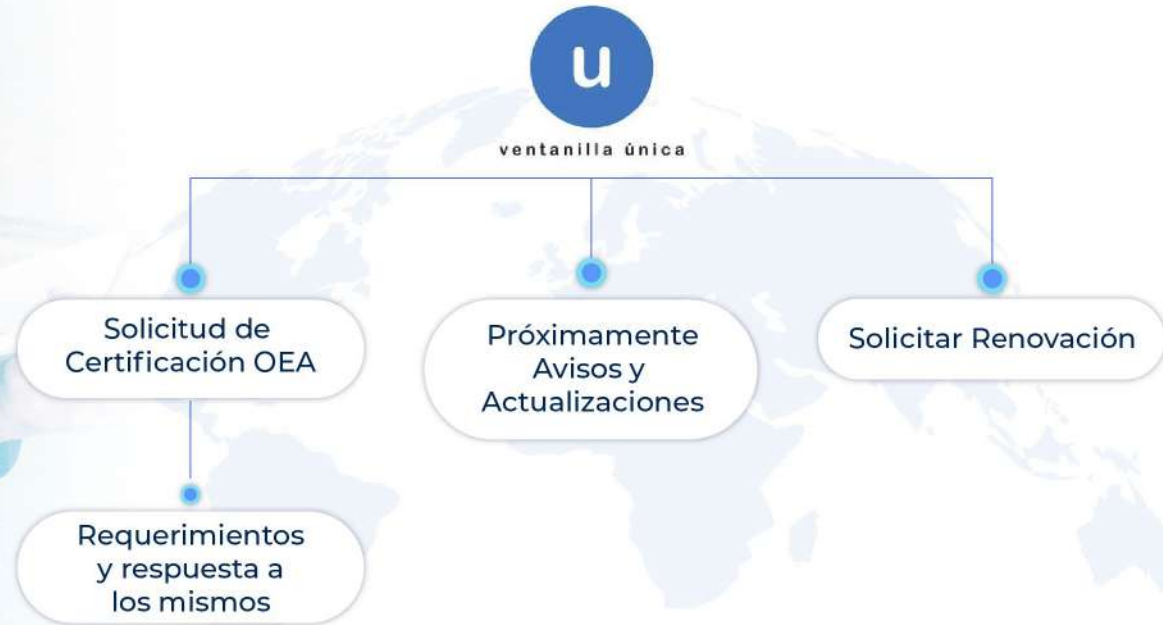 u
ventanilla única
Solicitud de
Certificación OEA
Próximamente
Avisos y
Actualizaciones
Solicitar Renovación
Requerimientos
y respuesta a
los mismos